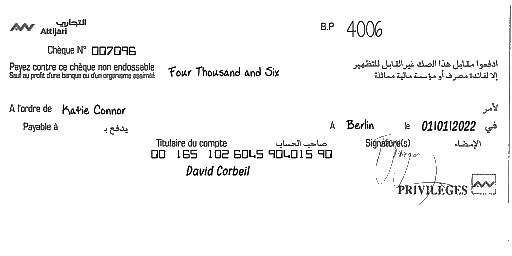 التجاري
Attijari
B.P 4006
Chèque N° 007096
Payez contre ce chèque non endossable
Sauf au profit d'une banque ou d'un organisme assimilé
Four Thousand and Six
ادفعوا مقابل هذا الصك غير القابل للتظهير
إلا لفائدة مصرف أو مؤسسة مالية مماثلة
A l'ordre de Katie Connor
لأمر
Payable à يدفع بـ
A Berlin le 01/01/2022 في
Titulaire du compte صاحب الحساب
Signature(s) الإمضاء
00 165 102 6045 904015 90
David Corbeil
PRIVILÈGES